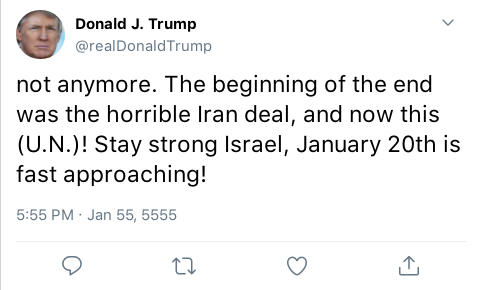 Donald J. Trump
@realDonaldTrump
not anymore. The beginning of the end
was the horrible Iran deal, and now this
(U.N.)! Stay strong Israel, January 20th is
fast approaching!
5:55 PM · Jan 55, 5555